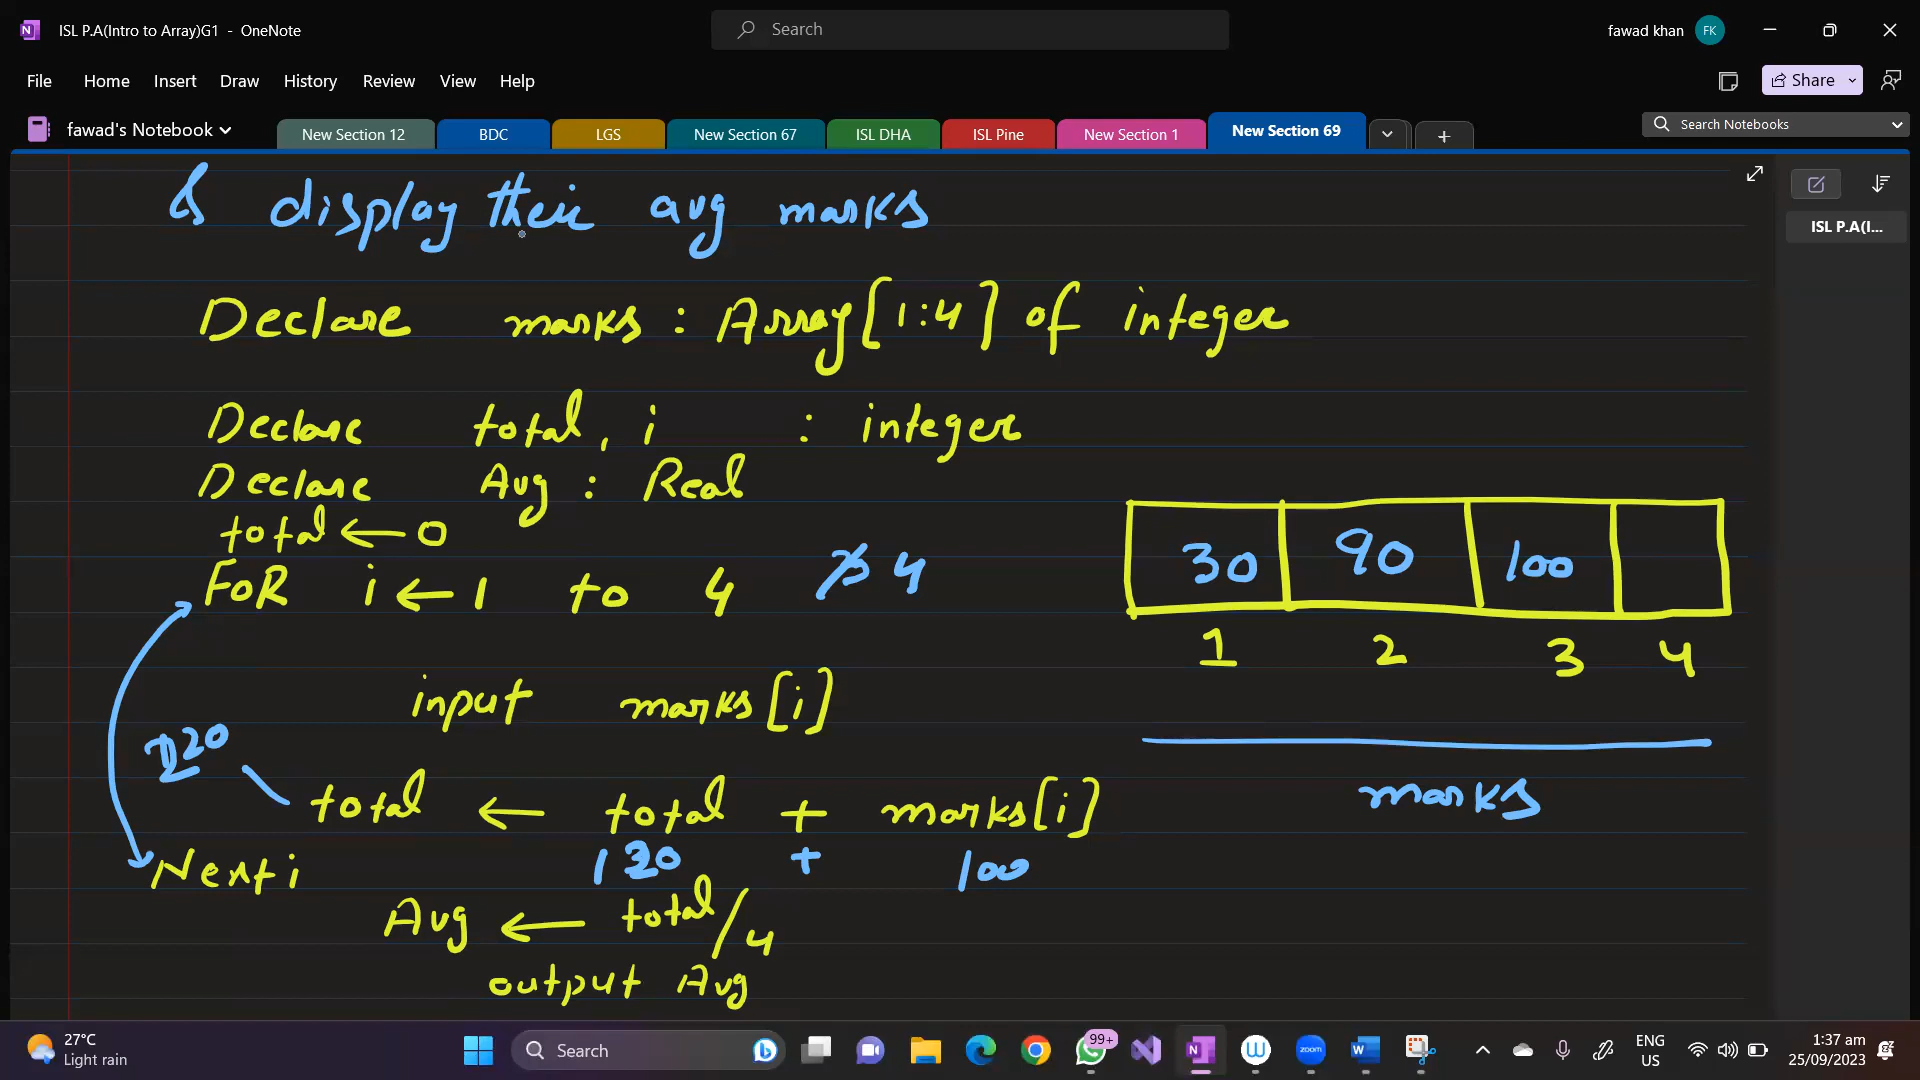 ISL P.A(Intro to Array)G1 - OneNote
Search
fawad khan FK
File Home Insert Draw History Review View Help
Share
fawad's Notebook
New Section 12 BDC LGS New Section 67 ISL DHA ISL Pine New Section 1 New Section 69
Search Notebooks
ISL P.A(I...
& display their avg marks
Declare marks : Array[1:4] of integer
Declare total, i : integer
Declare Avg : Real
total ← 0
FOR i ← 1 to 4 4
30 90 100
1 2 3 4
input marks[i]
220
marks
total ← total + marks[i]
120 + 100
Next i
Avg ← total/4
output Avg
27°C
Light rain
Search
99+
zoom
ENG
US
1:37 am
25/09/2023